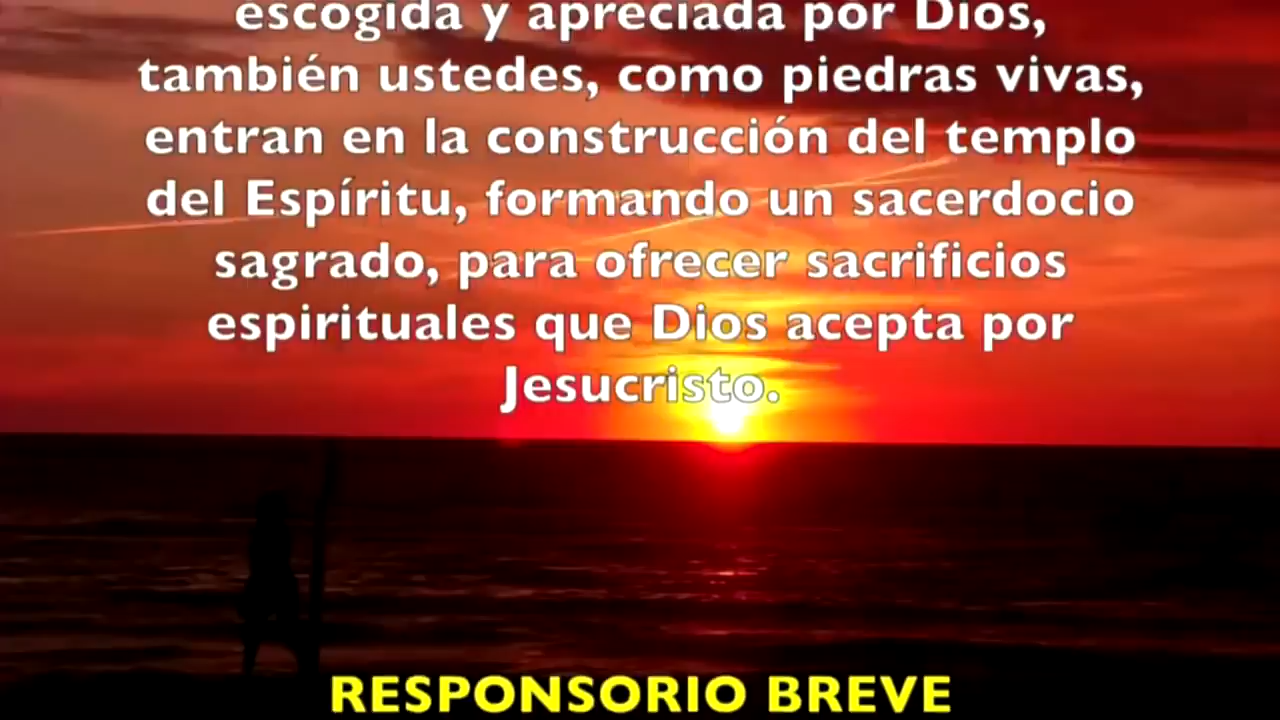 escogida y apreciada por Dios,
también ustedes, como piedras vivas,
entran en la construcción del templo
del Espíritu, formando un sacerdocio
sagrado, para ofrecer sacrificios
espirituales que Dios acepta por
Jesucristo.
RESPONSORIO BREVE